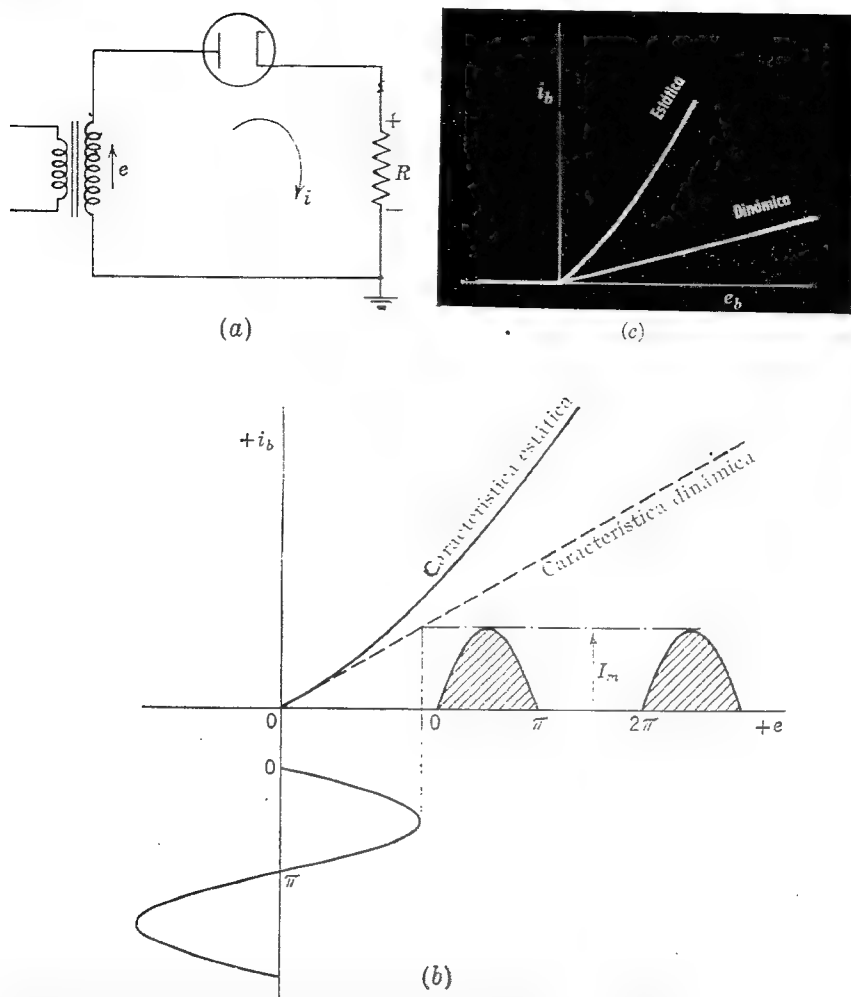 e
i
+
R
−
(a)
i_b
Estática
Dinámica
e_b
(c)
+i_b
Característica estática
Característica dinámica
I_m
0
0
π
2π
+e
0
π
(b)